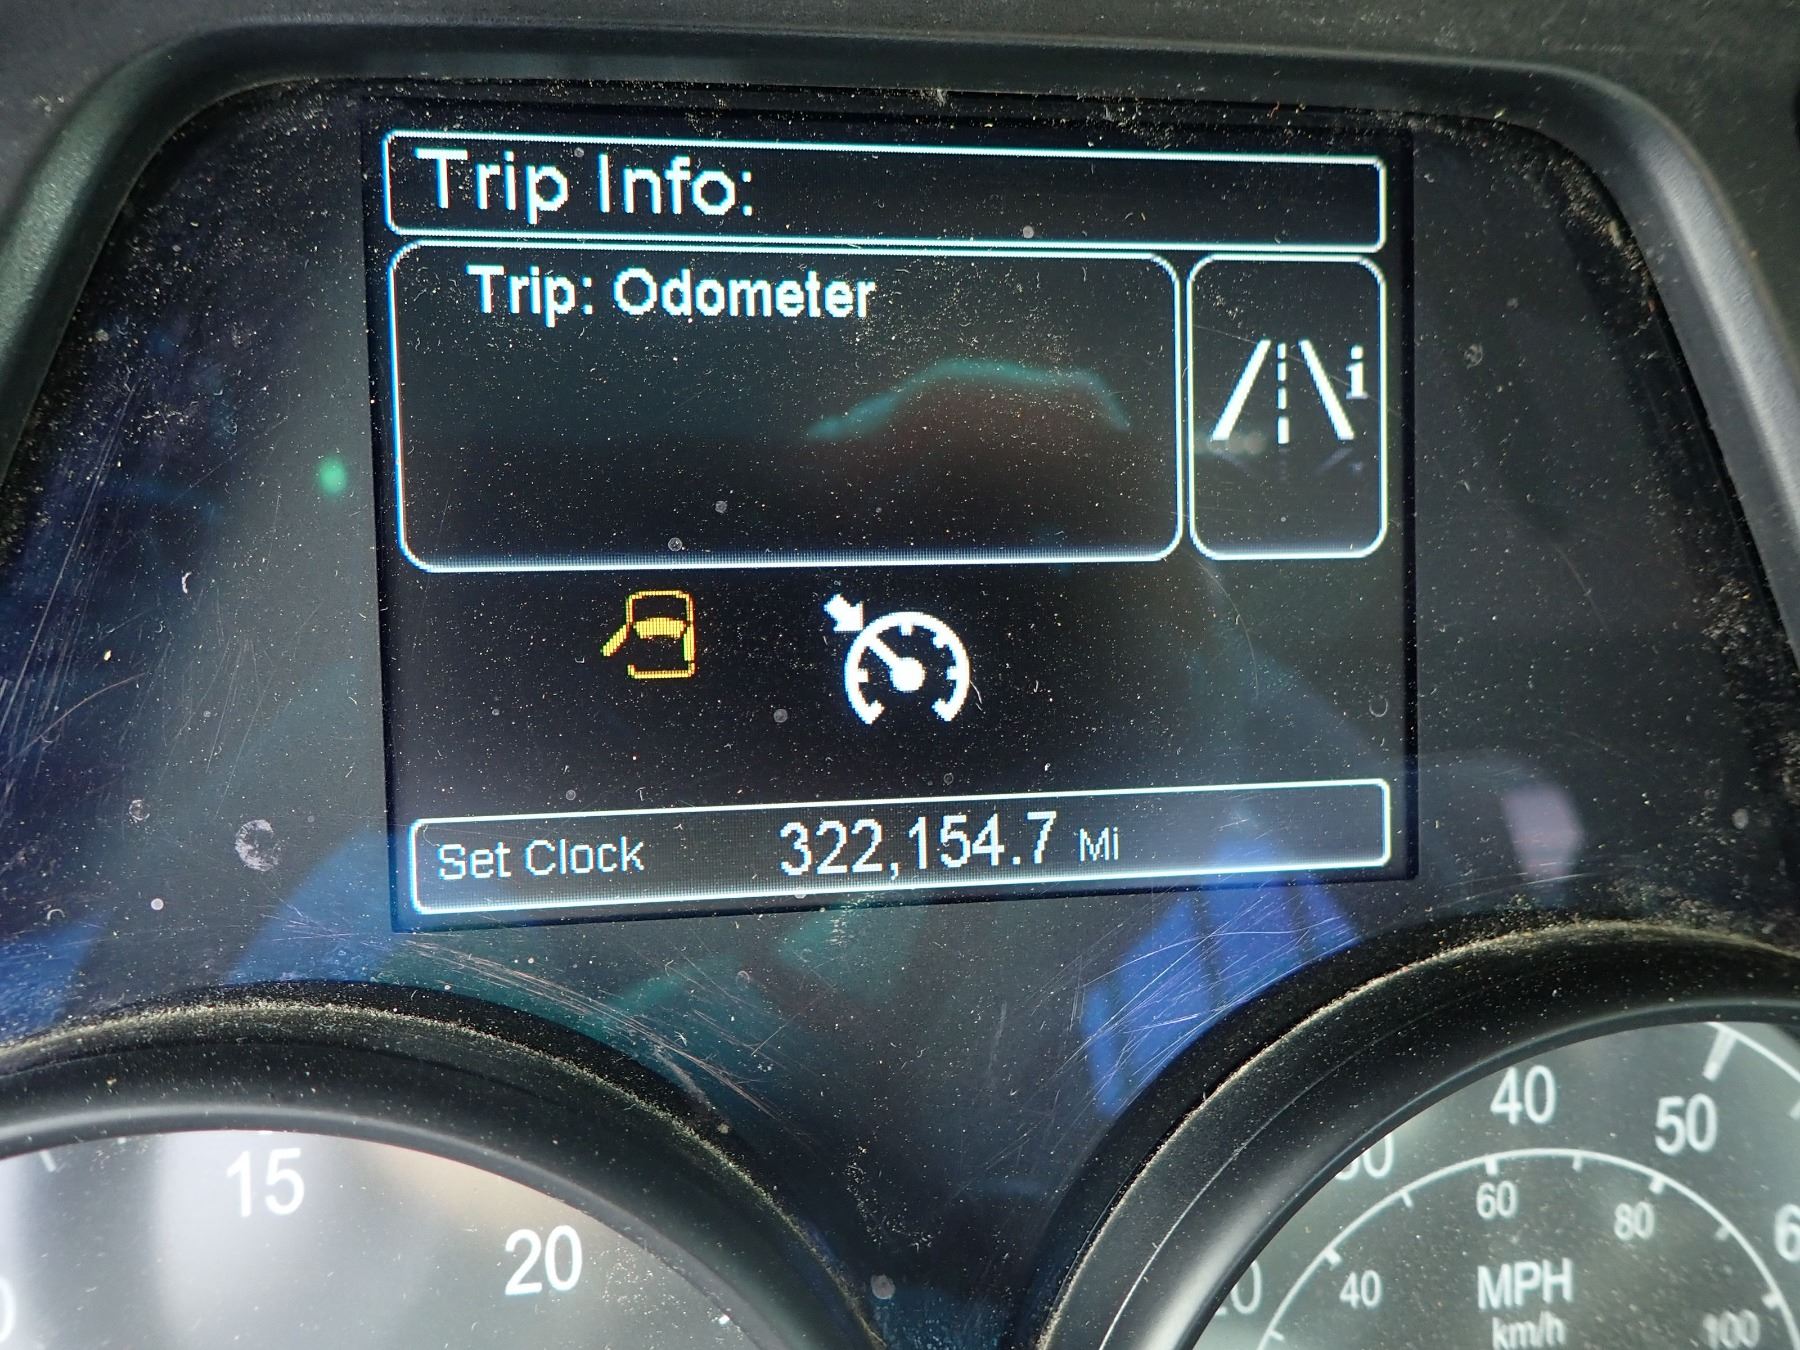 Trip Info:
Trip: Odometer
i
Set Clock 322,154.7 Mi
15
20
40
50
60
80
40
100
MPH
km/h